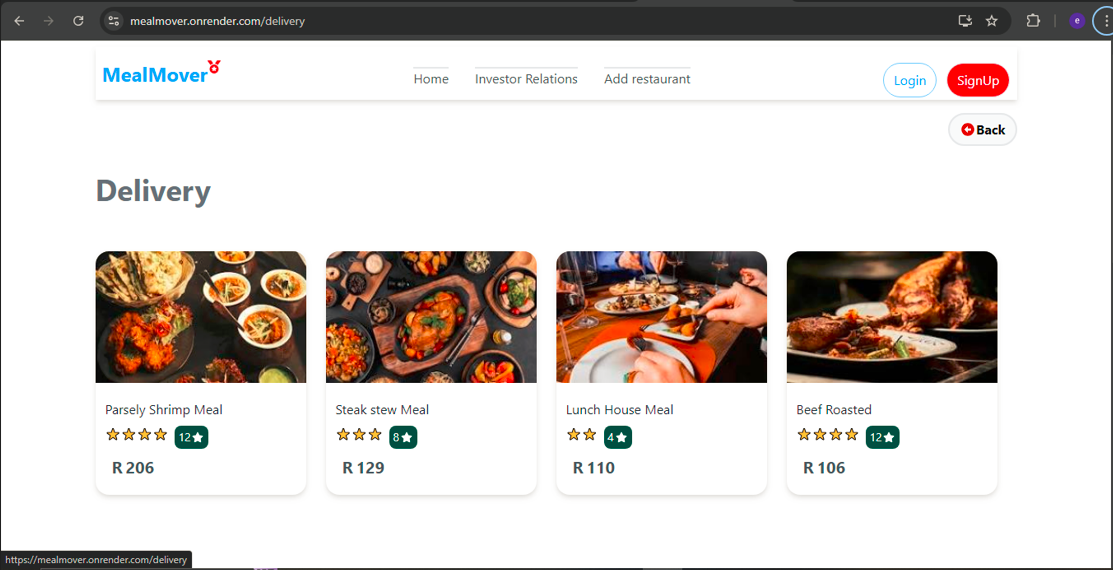 mealmover.onrender.com/delivery
e
MealMover
Home Investor Relations Add restaurant
Login SignUp
Back
Delivery
Parsely Shrimp Meal Steak stew Meal Lunch House Meal Beef Roasted
12 8 4 12
R 206 R 129 R 110 R 106
https://mealmover.onrender.com/delivery